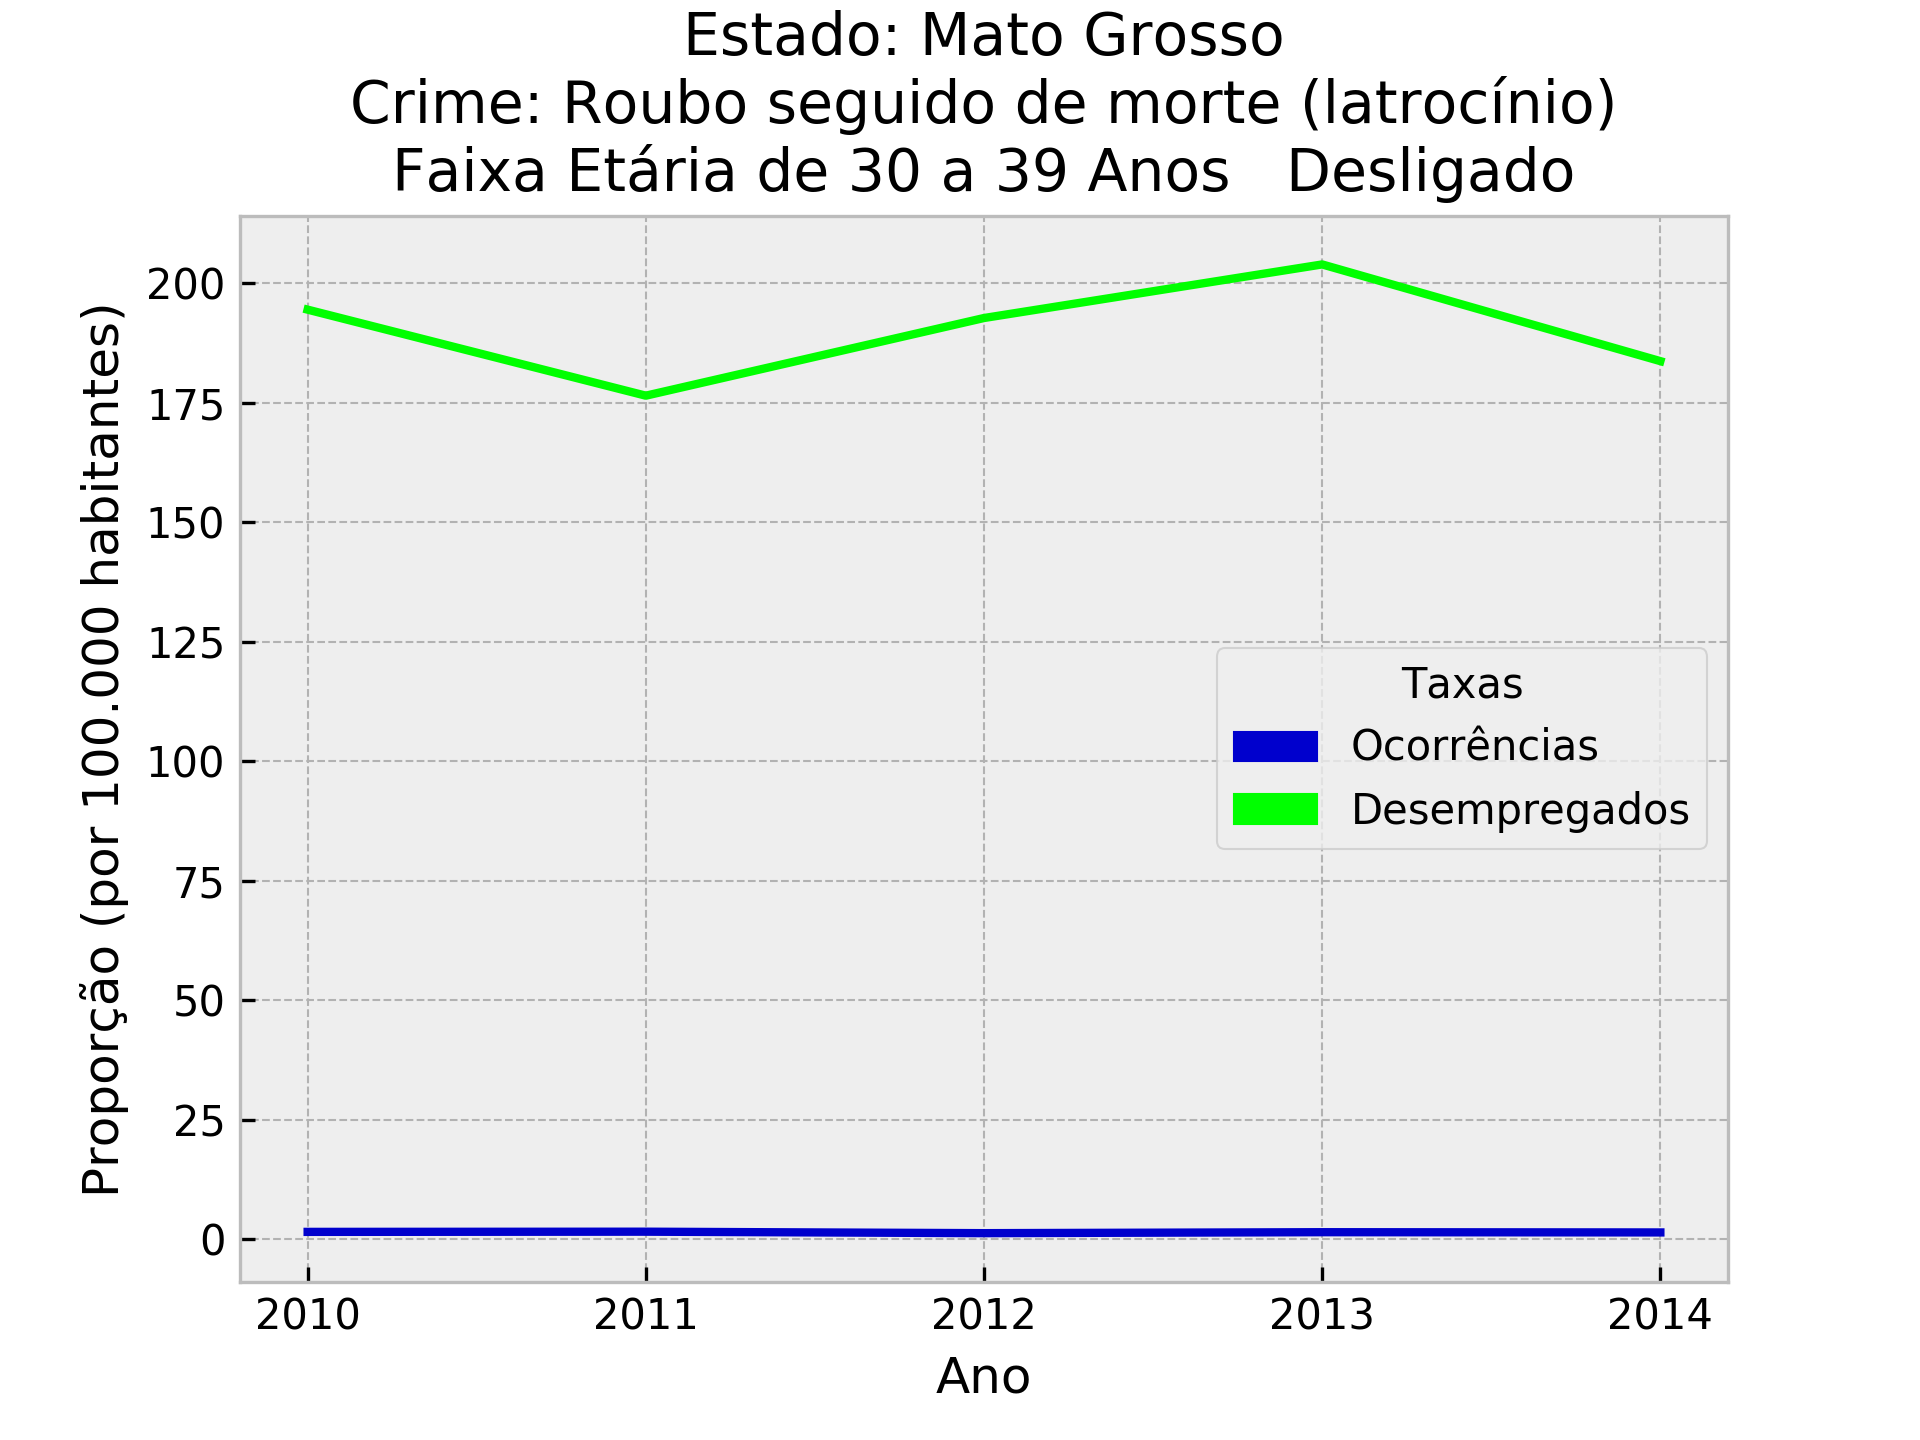 Estado: Mato Grosso
Crime: Roubo seguido de morte (latrocínio)
Faixa Etária de 30 a 39 Anos   Desligado
Proporção (por 100.000 habitantes)
200
175
150
125
100
75
50
25
0
Taxas
Ocorrências
Desempregados
2010 2011 2012 2013 2014
Ano